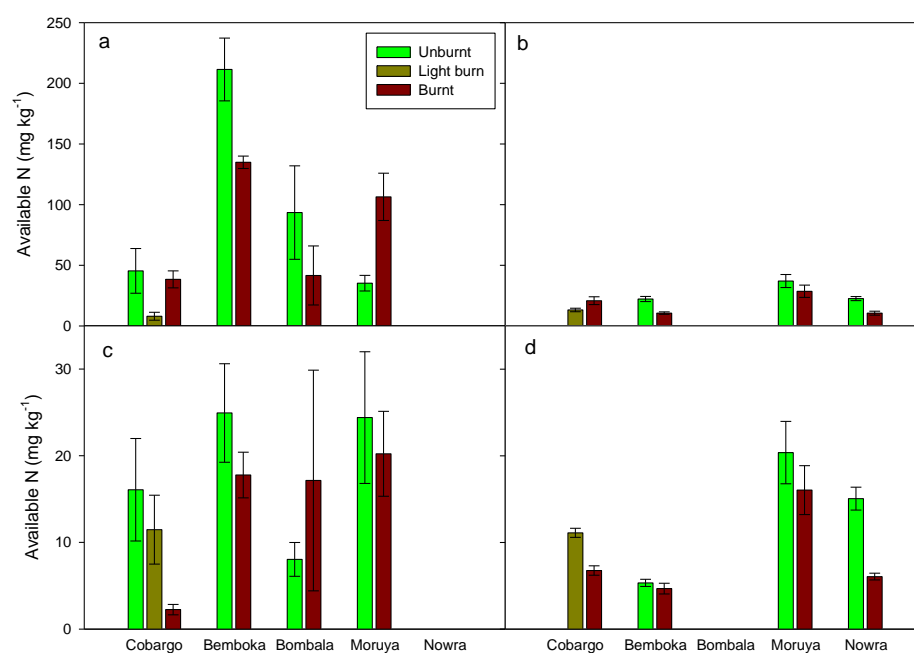 a
b
Unburnt
Light burn
Burnt
Available N (mg kg⁻¹)
250
200
150
100
50
0
c
d
Available N (mg kg⁻¹)
30
20
10
0
Cobargo Bemboka Bombala Moruya Nowra Cobargo Bemboka Bombala Moruya Nowra